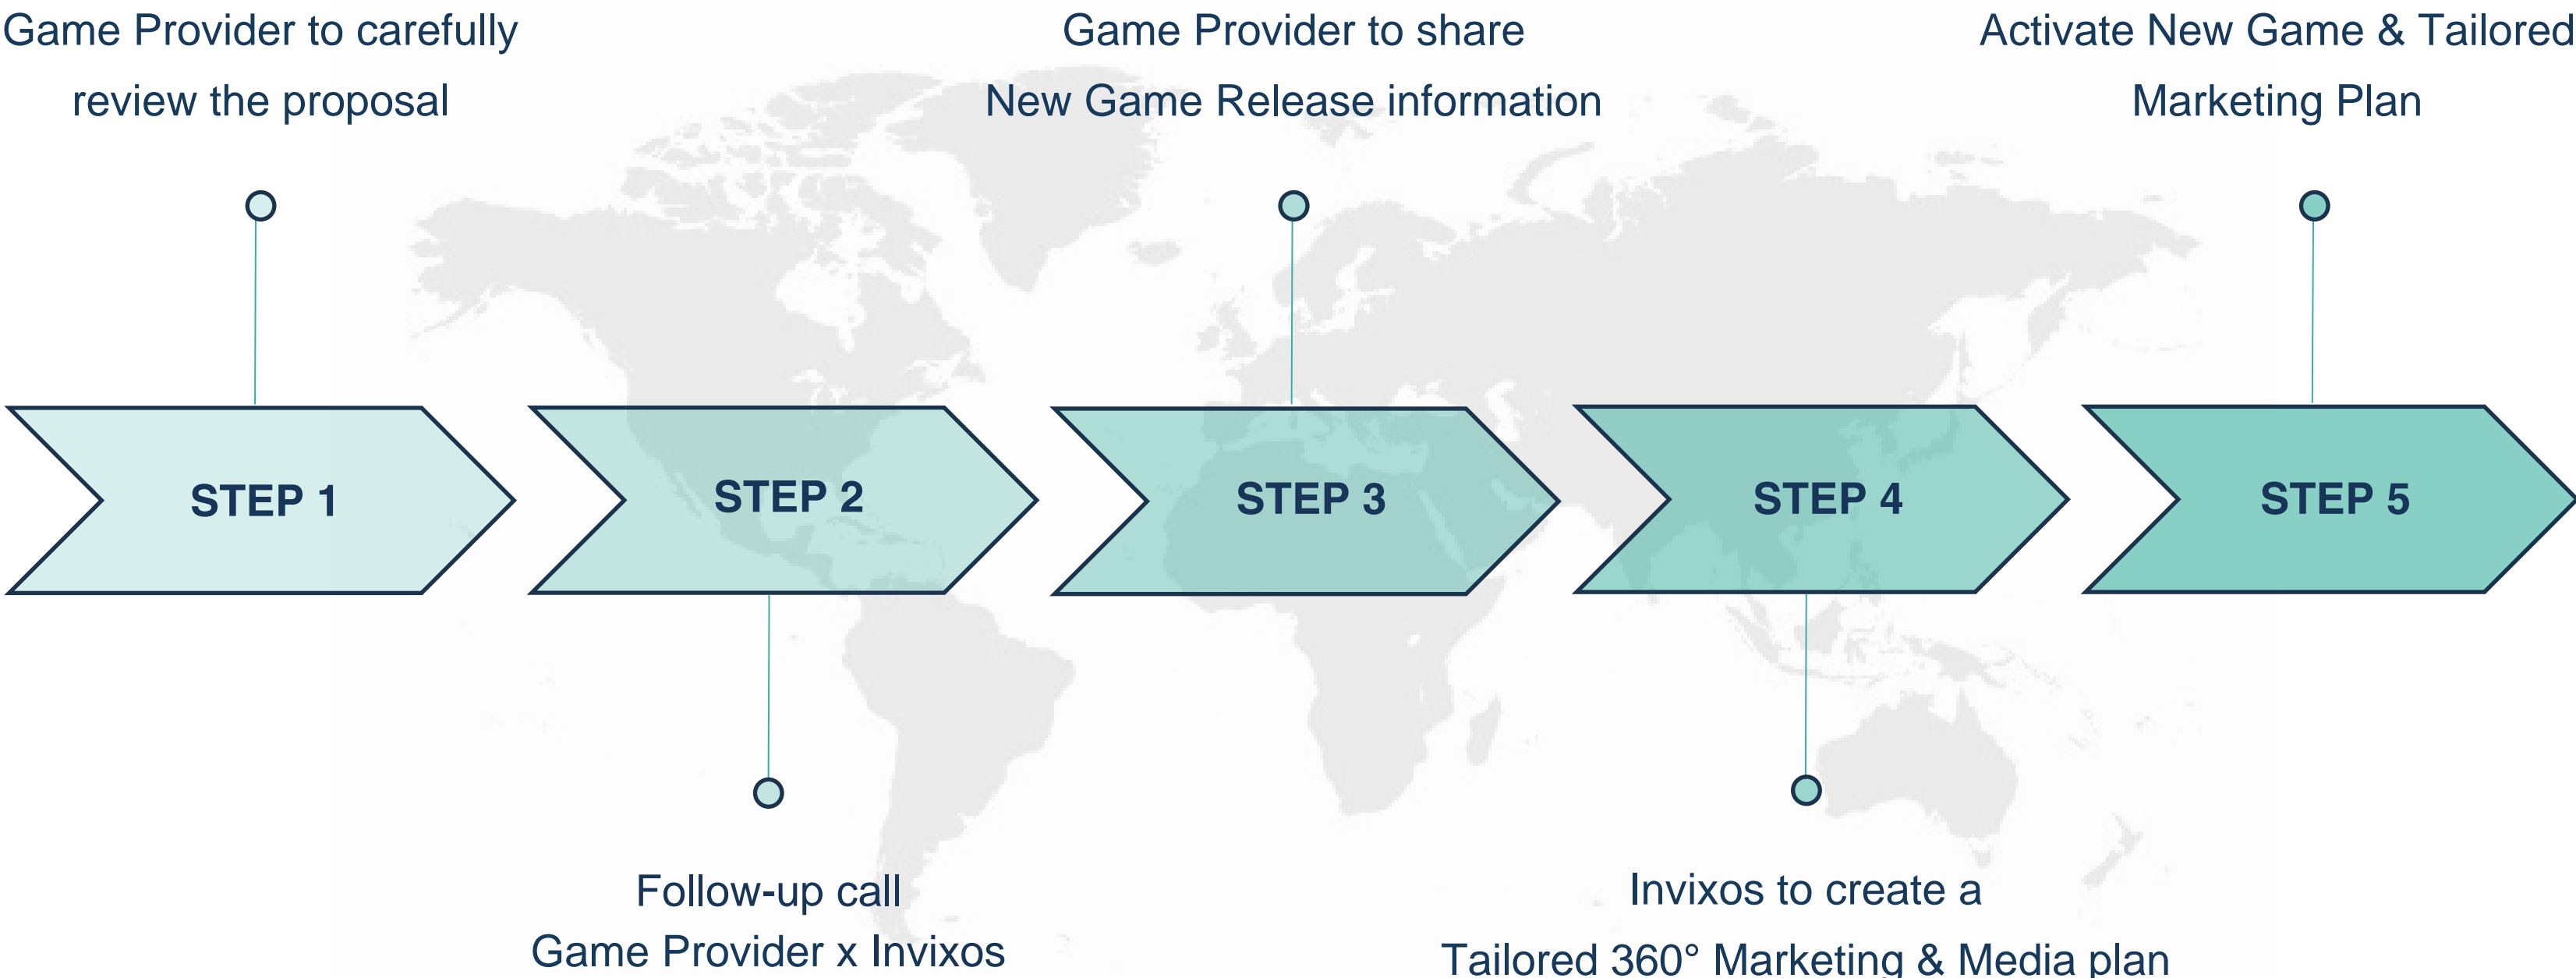 Game Provider to carefully
review the proposal
Game Provider to share
New Game Release information
Activate New Game & Tailored
Marketing Plan
STEP 1
STEP 2
STEP 3
STEP 4
STEP 5
Follow-up call
Game Provider x Invixos
Invixos to create a
Tailored 360° Marketing & Media plan